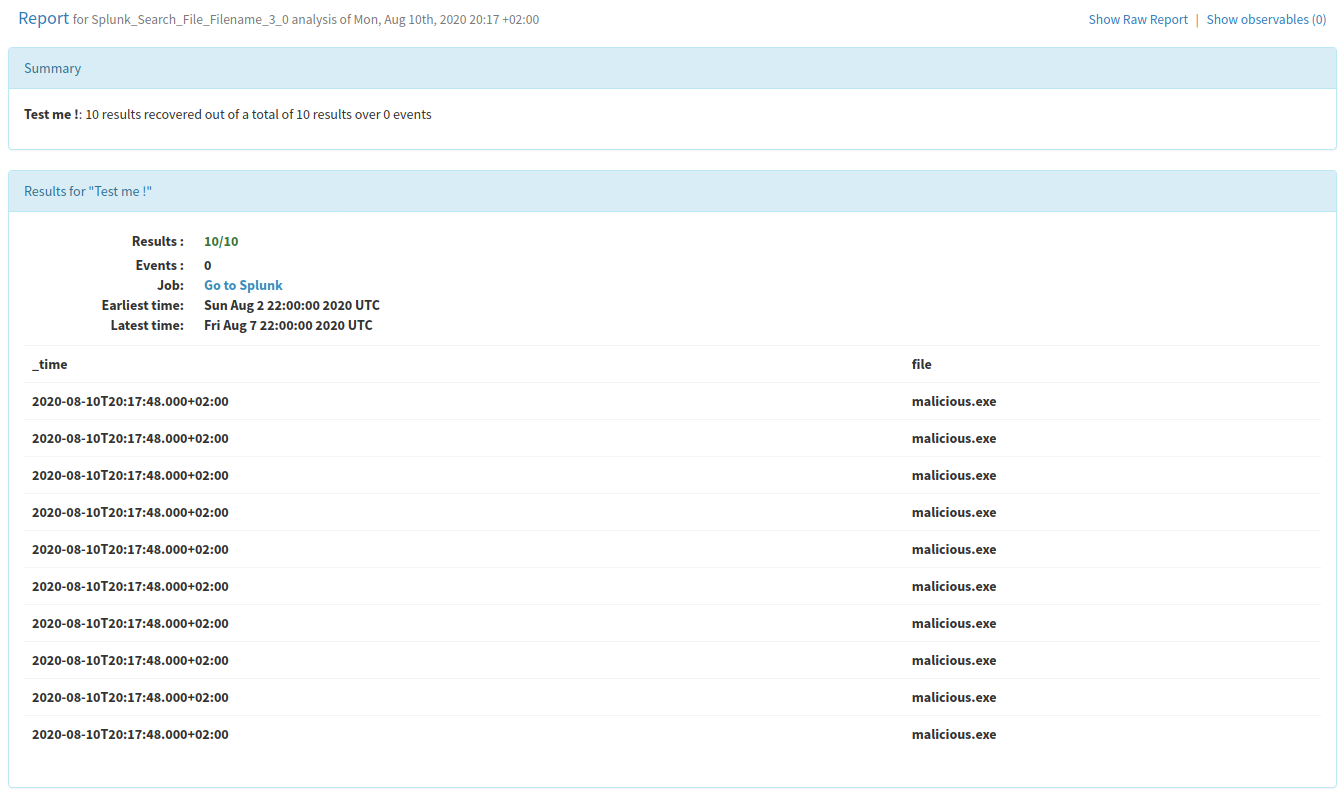 Report for Splunk_Search_File_Filename_3_0 analysis of Mon, Aug 10th, 2020 20:17 +02:00 Show Raw Report | Show observables (0)
Summary
Test me !: 10 results recovered out of a total of 10 results over 0 events
Results for "Test me !"
Results : 10/10
Events : 0
Job: Go to Splunk
Earliest time: Sun Aug 2 22:00:00 2020 UTC
Latest time: Fri Aug 7 22:00:00 2020 UTC
_time file
2020-08-10T20:17:48.000+02:00 malicious.exe
2020-08-10T20:17:48.000+02:00 malicious.exe
2020-08-10T20:17:48.000+02:00 malicious.exe
2020-08-10T20:17:48.000+02:00 malicious.exe
2020-08-10T20:17:48.000+02:00 malicious.exe
2020-08-10T20:17:48.000+02:00 malicious.exe
2020-08-10T20:17:48.000+02:00 malicious.exe
2020-08-10T20:17:48.000+02:00 malicious.exe
2020-08-10T20:17:48.000+02:00 malicious.exe
2020-08-10T20:17:48.000+02:00 malicious.exe